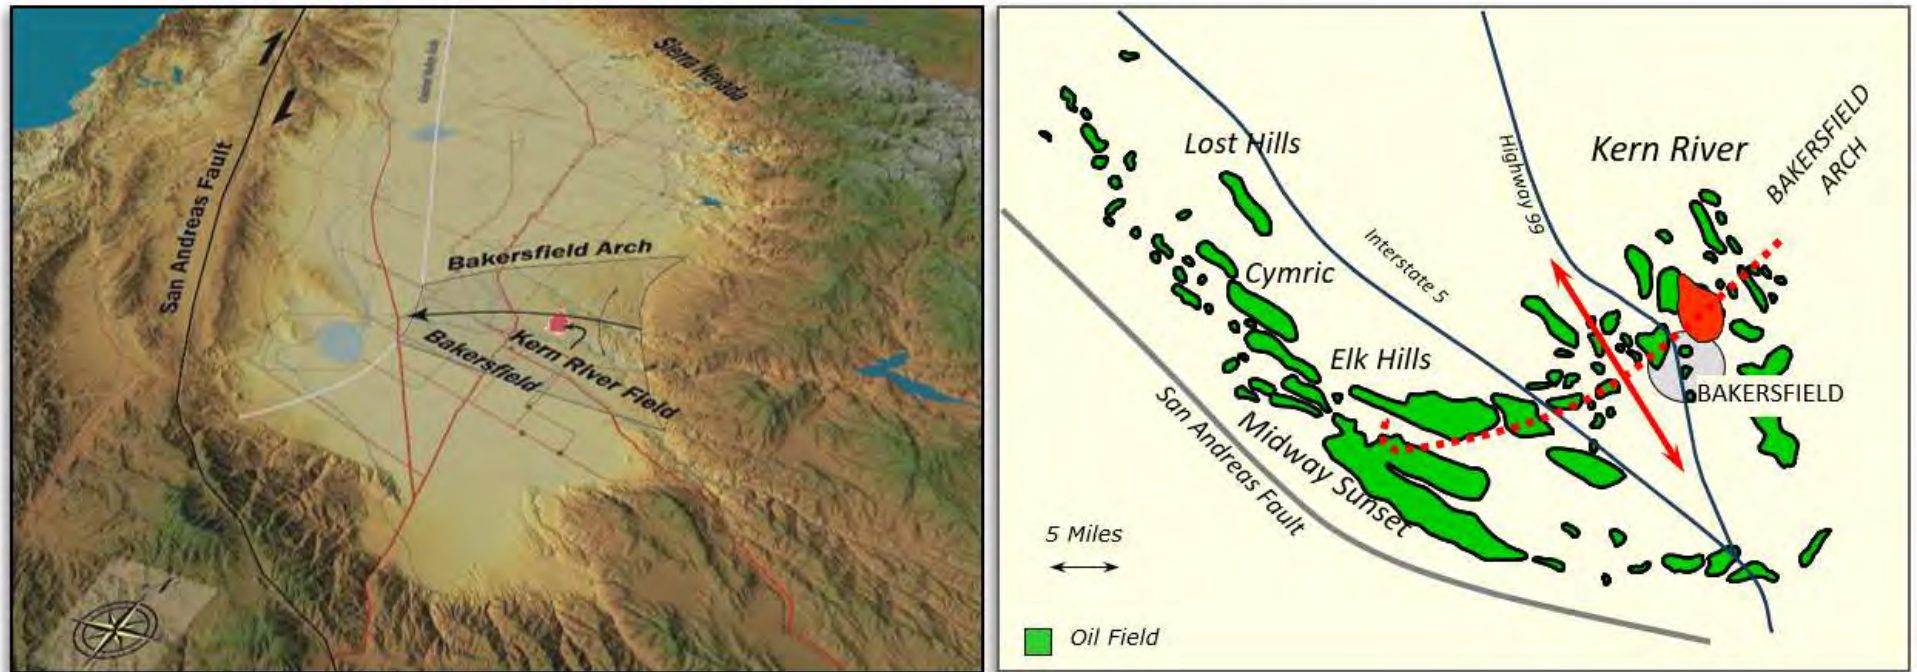 Sierra Nevada
San Andreas Fault
Bakersfield Arch
Bakersfield
Kern River Field
Lost Hills
Highway 99
Kern River
BAKERSFIELD
ARCH
Cymric
Interstate 5
Elk Hills
BAKERSFIELD
Midway Sunset
San Andreas Fault
5 Miles
Oil Field